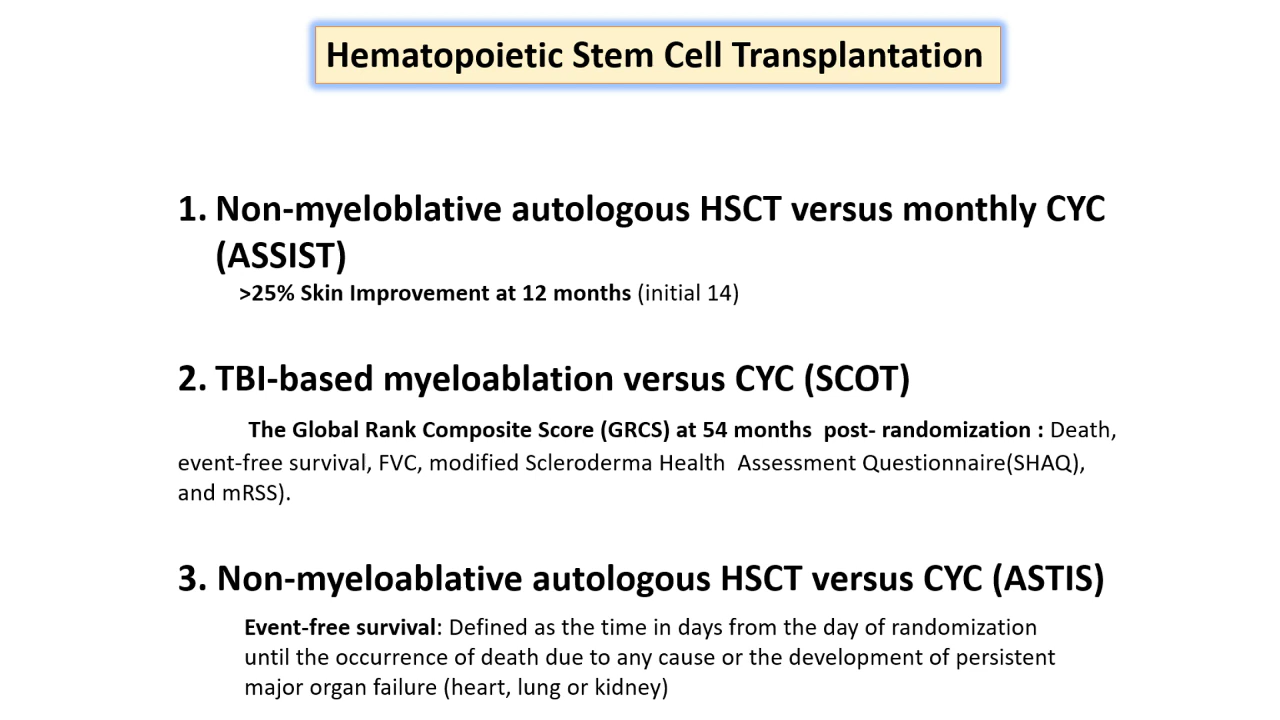 Hematopoietic Stem Cell Transplantation
1. Non-myeloblative autologous HSCT versus monthly CYC
(ASSIST)
>25% Skin Improvement at 12 months (initial 14)
2. TBI-based myeloablation versus CYC (SCOT)
The Global Rank Composite Score (GRCS) at 54 months  post- randomization : Death,
event-free survival, FVC, modified Scleroderma Health  Assessment Questionnaire(SHAQ),
and mRSS).
3. Non-myeloablative autologous HSCT versus CYC (ASTIS)
Event-free survival: Defined as the time in days from the day of randomization
until the occurrence of death due to any cause or the development of persistent
major organ failure (heart, lung or kidney)